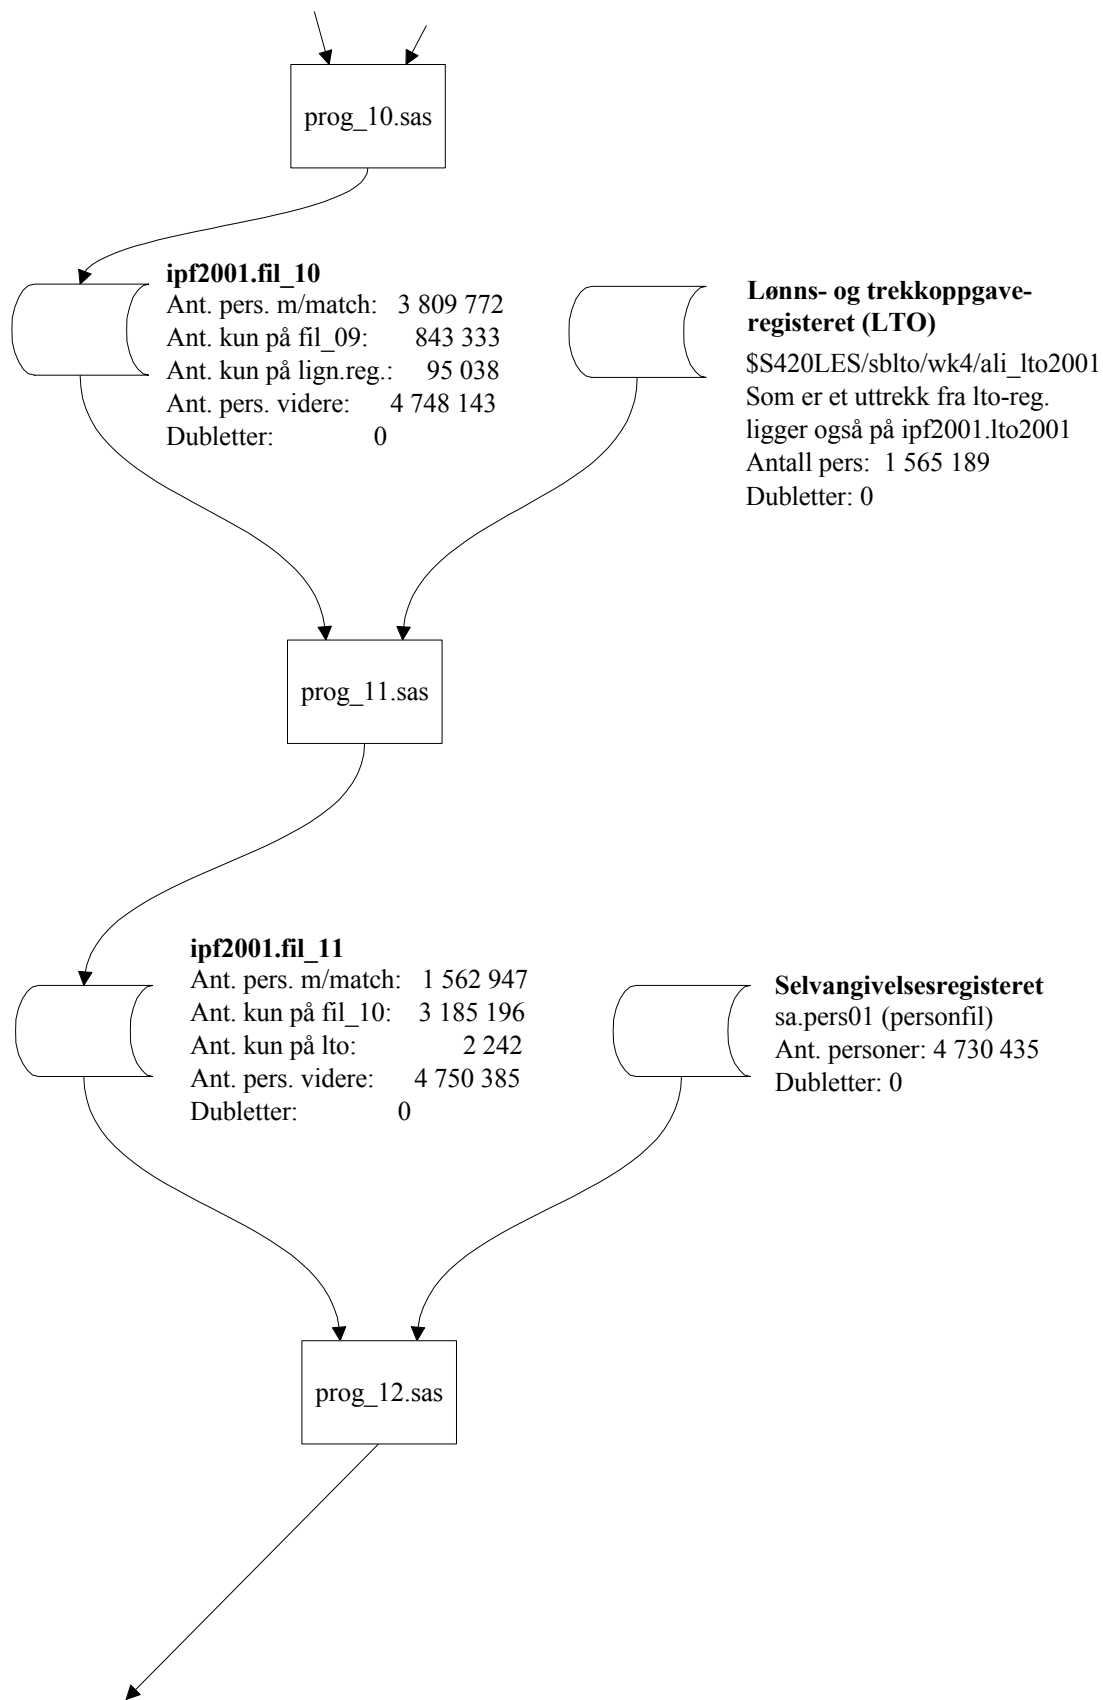 prog_10.sas
ipf2001.fil_10
Ant. pers. m/match: 3 809 772
Ant. kun på fil_09: 843 333
Ant. kun på lign.reg.: 95 038
Ant. pers. videre: 4 748 143
Dubletter: 0
Lønns- og trekkoppgave-
registeret (LTO)
$S420LES/sblto/wk4/ali_lto2001
Som er et uttrekk fra lto-reg.
ligger også på ipf2001.lto2001
Antall pers: 1 565 189
Dubletter: 0
prog_11.sas
ipf2001.fil_11
Ant. pers. m/match: 1 562 947
Ant. kun på fil_10: 3 185 196
Ant. kun på lto: 2 242
Ant. pers. videre: 4 750 385
Dubletter: 0
Selvangivelsesregisteret
sa.pers01 (personfil)
Ant. personer: 4 730 435
Dubletter: 0
prog_12.sas